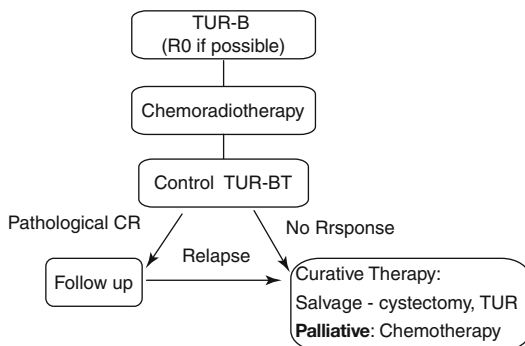 TUR-B
(R0 if possible)
Chemoradiotherapy
Control TUR-BT
Pathological CR
No Rrsponse
Relapse
Follow up
Curative Therapy:
Salvage - cystectomy, TUR
Palliative: Chemotherapy